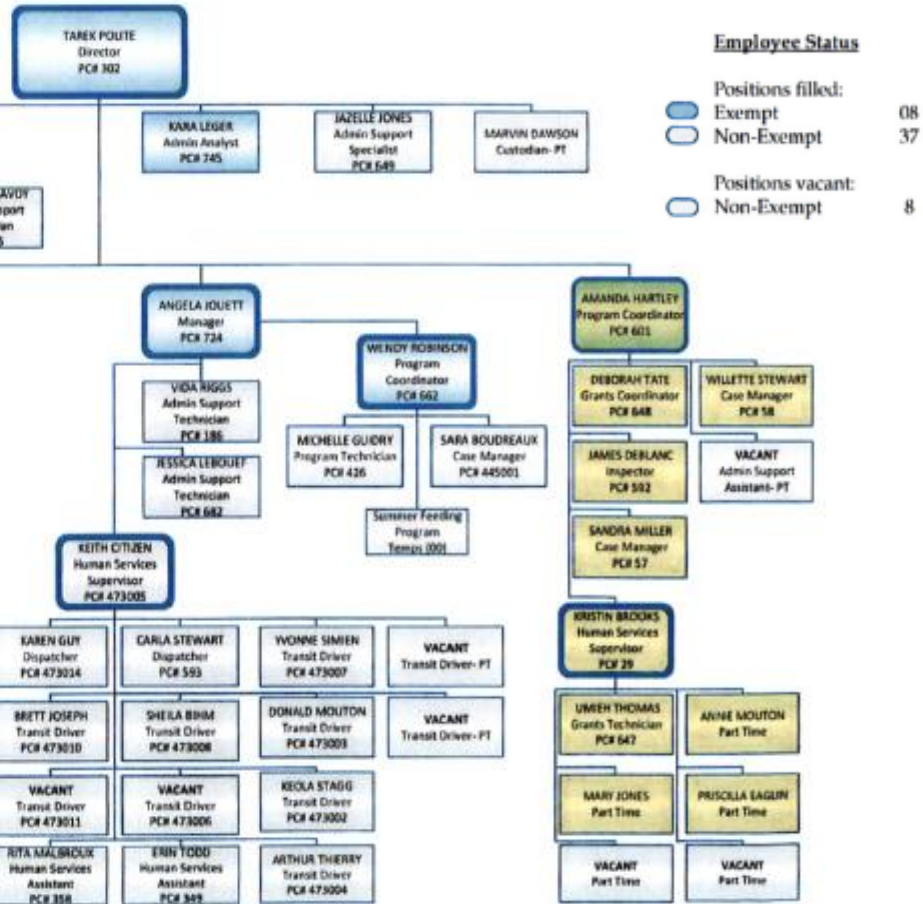 TAREK POLITE
Director
PC# 302
Employee Status
Positions filled:
Exempt 08
Non-Exempt 37
Positions vacant:
Non-Exempt 8
KARA LEGER
Admin Analyst
PC# 745
JAZELLE JONES
Admin Support
Specialist
PC# 649
MARVIN DAWSON
Custodian- PT
ANGELA JOUETT
Manager
PC# 724
WENDY ROBINSON
Program
Coordinator
PC# 662
AMANDA HARTLEY
Program Coordinator
PC# 601
VIDA RIGGS
Admin Support
Technician
PC# 186
JESSICA LEBOUEF
Admin Support
Technician
PC# 682
MICHELLE GUIDRY
Program Technician
PC# 426
SARA BOUDREAUX
Case Manager
PC# 445001
Summer Feeding
Program
Temps (00)
DEBORAH TATE
Grants Coordinator
PC# 648
WILLETTE STEWART
Case Manager
PC# 58
JAMES DEBLANC
Inspector
PC# 592
VACANT
Admin Support
Assistant- PT
SANDRA MILLER
Case Manager
PC# 57
KEITH CITIZEN
Human Services
Supervisor
PC# 473005
KRISTIN BROOKS
Human Services
Supervisor
PC# 29
KAREN GUY
Dispatcher
PC# 473014
CARLA STEWART
Dispatcher
PC# 593
YVONNE SIMIEN
Transit Driver
PC# 473007
VACANT
Transit Driver- PT
BRETT JOSEPH
Transit Driver
PC# 473010
SHEILA BIHM
Transit Driver
PC# 473008
DONALD MOUTON
Transit Driver
PC# 473003
VACANT
Transit Driver- PT
VACANT
Transit Driver
PC# 473011
VACANT
Transit Driver
PC# 473006
KEOLA STAGG
Transit Driver
PC# 473002
RITA MALBROUX
Human Services
Assistant
PC# 358
ERIN TODD
Human Services
Assistant
PC# 349
ARTHUR THIERRY
Transit Driver
PC# 473004
UMIEH THOMAS
Grants Technician
PC# 647
ANNIE MOUTON
Part Time
MARY JONES
Part Time
PRISCILLA EAGLIN
Part Time
VACANT
Part Time
VACANT
Part Time